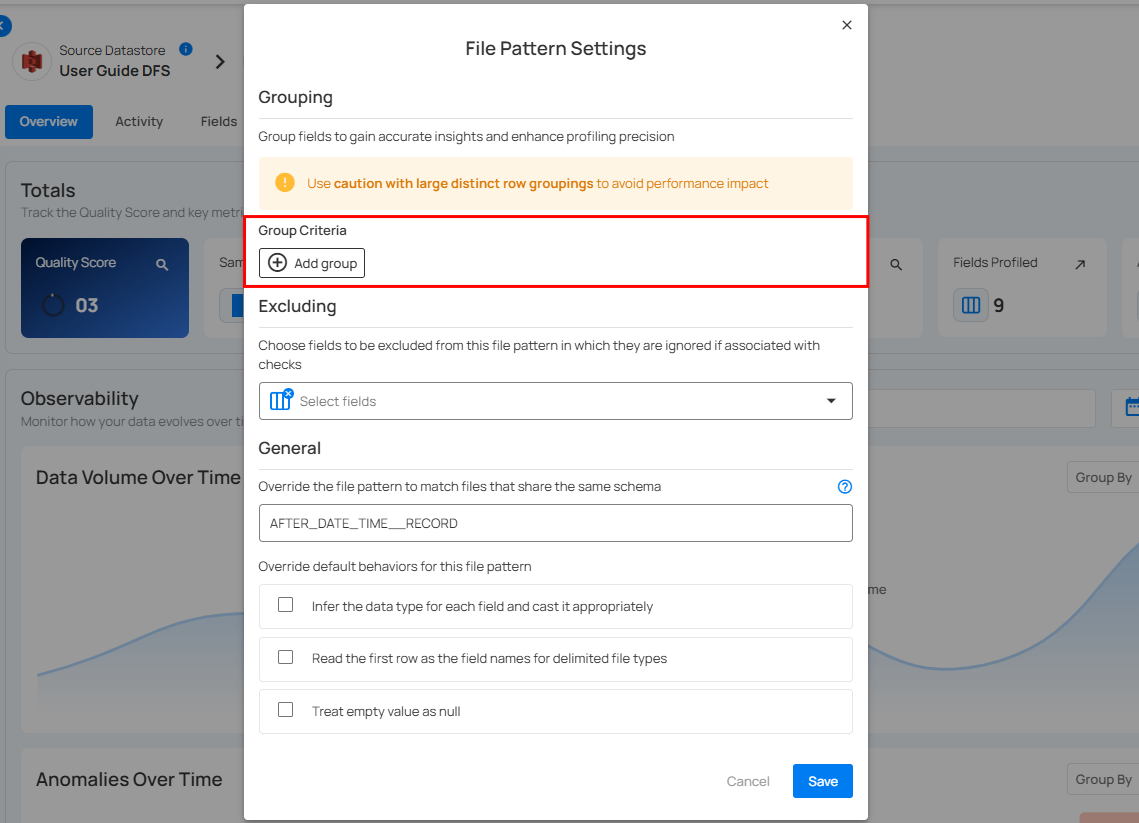 File Pattern Settings
Source Datastore
User Guide DFS
Overview
Activity
Fields
Totals
Track the Quality Score and key metri
Quality Score
03
Sam
Fields Profiled
9
Observability
Monitor how your data evolves over ti
Data Volume Over Time
Group By
me
Anomalies Over Time
Group By
Grouping
Group fields to gain accurate insights and enhance profiling precision
Use caution with large distinct row groupings to avoid performance impact
Group Criteria
Add group
Excluding
Choose fields to be excluded from this file pattern in which they are ignored if associated with
checks
Select fields
General
Override the file pattern to match files that share the same schema
AFTER_DATE_TIME__RECORD
Override default behaviors for this file pattern
Infer the data type for each field and cast it appropriately
Read the first row as the field names for delimited file types
Treat empty value as null
Cancel
Save